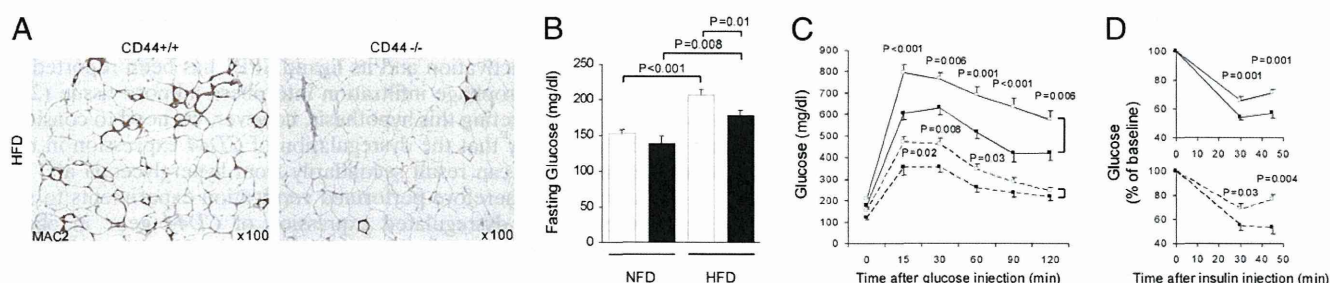 A
CD44+/+
CD44 -/-
HFD
MAC2
x100
x100
B
P=0.01
P=0.008
P<0.001
Fasting Glucose (mg/dl)
250
200
150
100
50
0
NFD
HFD
C
Glucose (mg/dl)
900
800
700
600
500
400
300
200
100
0
P<0.001
P=0.006
P=0.001
P<0.001
P=0.006
P=0.02
P=0.008
P=0.03
0
15
30
60
90
120
Time after glucose injection (min)
D
Glucose
(% of baseline)
100
80
60
40
P=0.001
P=0.001
0 10 20 30 40 50
100
80
60
40
P=0.03
P=0.004
0 10 20 30 40 50
Time after insulin injection (min)